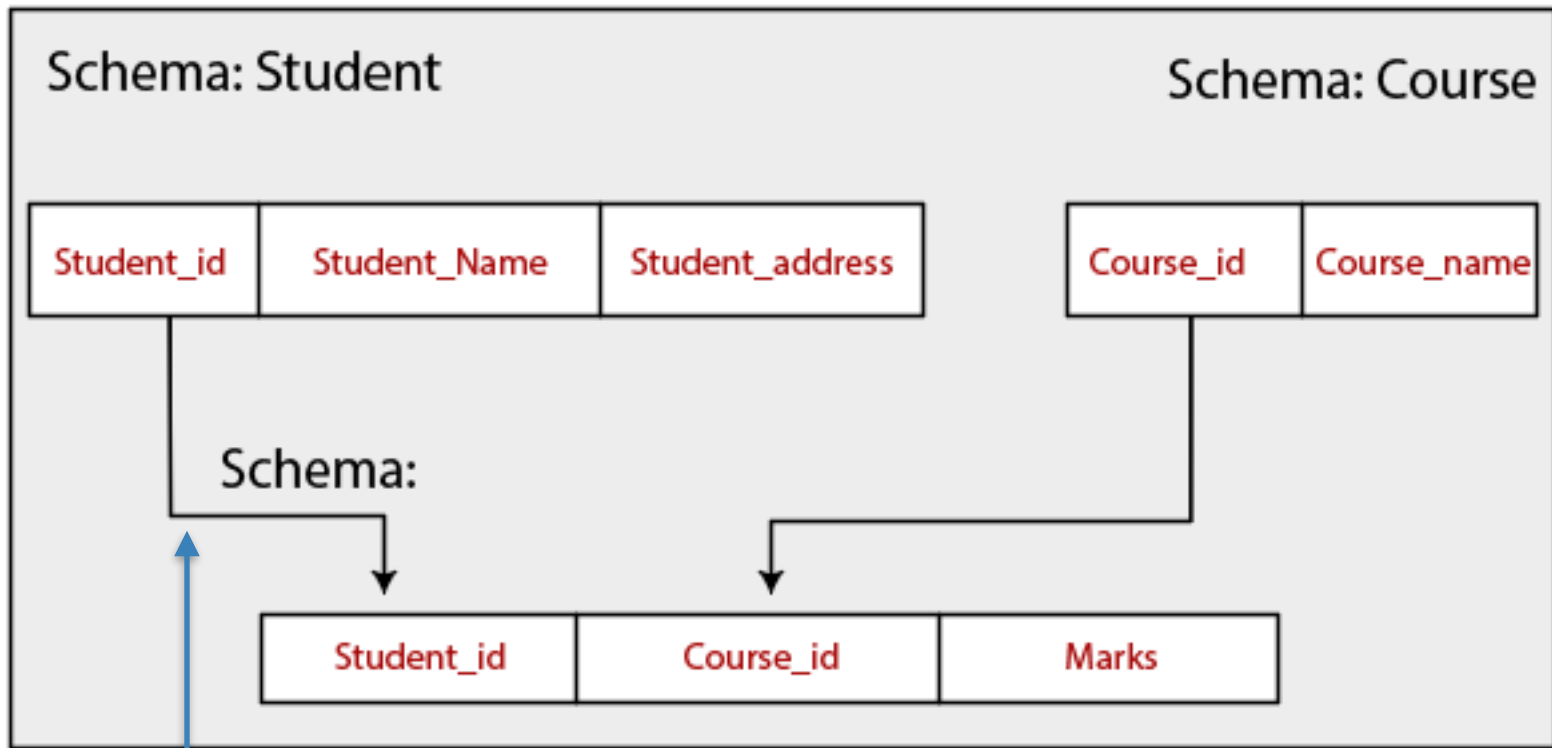 Schema: Student
Schema: Course
Student_id Student_Name Student_address
Course_id Course_name
Schema:
Student_id Course_id Marks